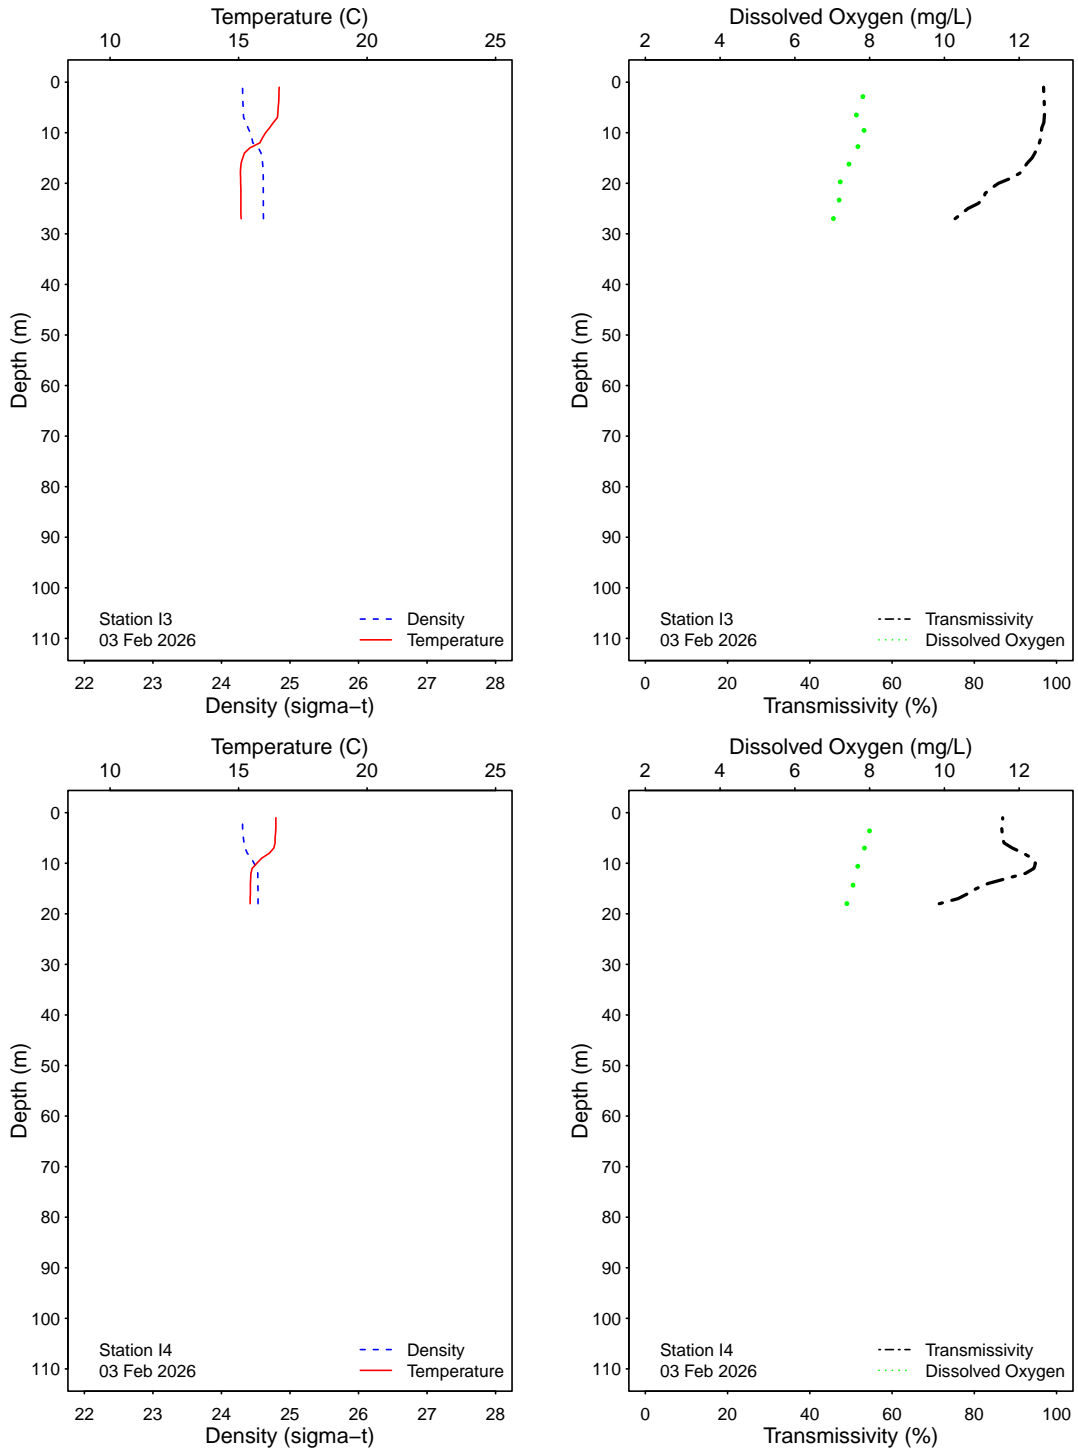 Temperature (C)
10 15 20 25
0
10
20
30
40
50
60
70
80
90
100
110
Depth (m)
Station I3
03 Feb 2026
Density
Temperature
22 23 24 25 26 27 28
Density (sigma−t)
Dissolved Oxygen (mg/L)
2 4 6 8 10 12
0
10
20
30
40
50
60
70
80
90
100
110
Depth (m)
Station I3
03 Feb 2026
Transmissivity
Dissolved Oxygen
0 20 40 60 80 100
Transmissivity (%)
Temperature (C)
10 15 20 25
0
10
20
30
40
50
60
70
80
90
100
110
Depth (m)
Station I4
03 Feb 2026
Density
Temperature
22 23 24 25 26 27 28
Density (sigma−t)
Dissolved Oxygen (mg/L)
2 4 6 8 10 12
0
10
20
30
40
50
60
70
80
90
100
110
Depth (m)
Station I4
03 Feb 2026
Transmissivity
Dissolved Oxygen
0 20 40 60 80 100
Transmissivity (%)